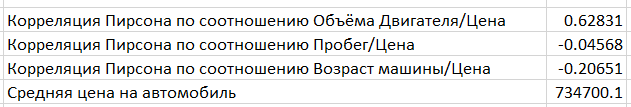 Корреляция Пирсона по соотношению Объёма Двигателя/Цена 0.62831
Корреляция Пирсона по соотношению Пробег/Цена -0.04568
Корреляция Пирсона по соотношению Возраст машины/Цена -0.20651
Средняя цена на автомобиль 734700.1